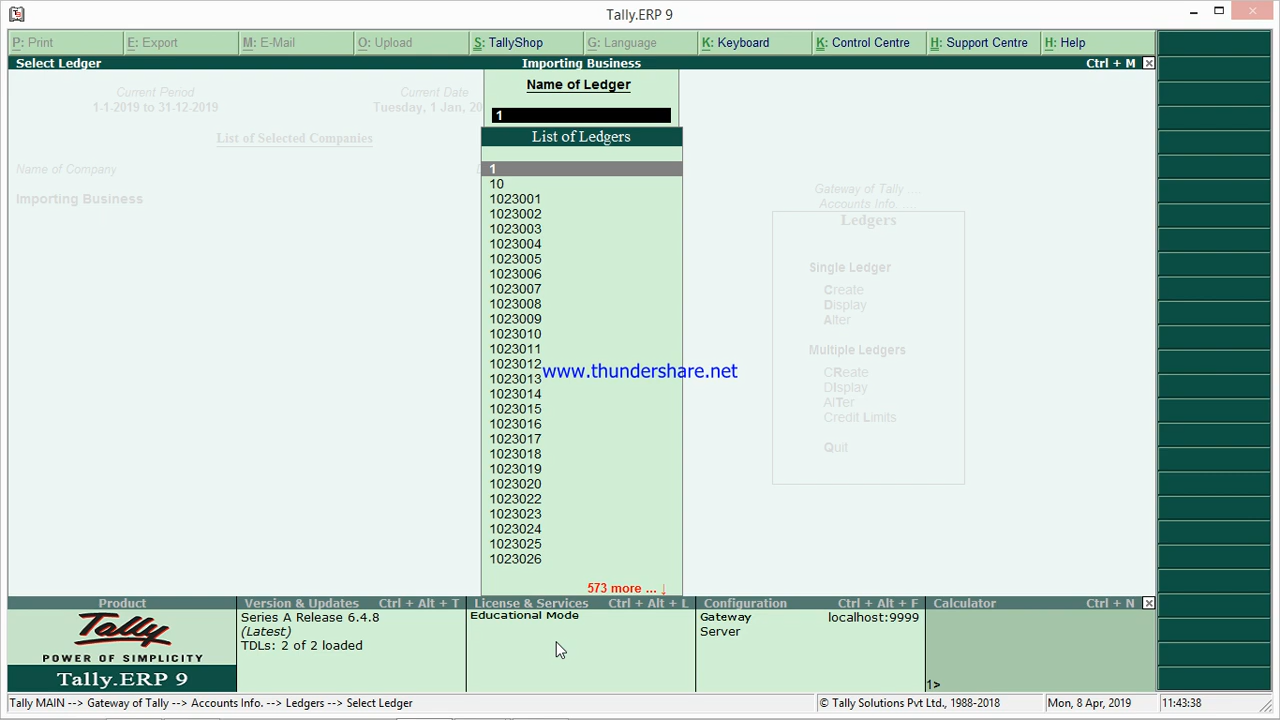 Tally.ERP 9
P: Print
E: Export
M: E-Mail
O: Upload
S: TallyShop
G: Language
K: Keyboard
K: Control Centre
H: Support Centre
H: Help
Select Ledger
Importing Business
Ctrl + M
Current Period
1-1-2019 to 31-12-2019
Current Date
Tuesday, 1 Jan, 20
List of Selected Companies
Name of Company
Importing Business
Name of Ledger
1
List of Ledgers
1
10
1023001
1023002
1023003
1023004
1023005
1023006
1023007
1023008
1023009
1023010
1023011
1023012
1023013
1023014
1023015
1023016
1023017
1023018
1023019
1023020
1023022
1023023
1023024
1023025
1023026
573 more ... ↓
www.thundershare.net
Gateway of Tally ....
Accounts Info. ....
Ledgers
Single Ledger
Create
Display
Alter
Multiple Ledgers
CReate
DIsplay
AlTer
Credit Limits
Quit
Product
Tally
POWER OF SIMPLICITY
Tally.ERP 9
Version & Updates Ctrl + Alt + T
Series A Release 6.4.8
(Latest)
TDLs: 2 of 2 loaded
License & Services Ctrl + Alt + L
Educational Mode
Configuration Ctrl + Alt + F
Gateway localhost:9999
Server
Calculator Ctrl + N
1>
Tally MAIN --> Gateway of Tally --> Accounts Info. --> Ledgers --> Select Ledger
© Tally Solutions Pvt Ltd., 1988-2018
Mon, 8 Apr, 2019
11:43:38